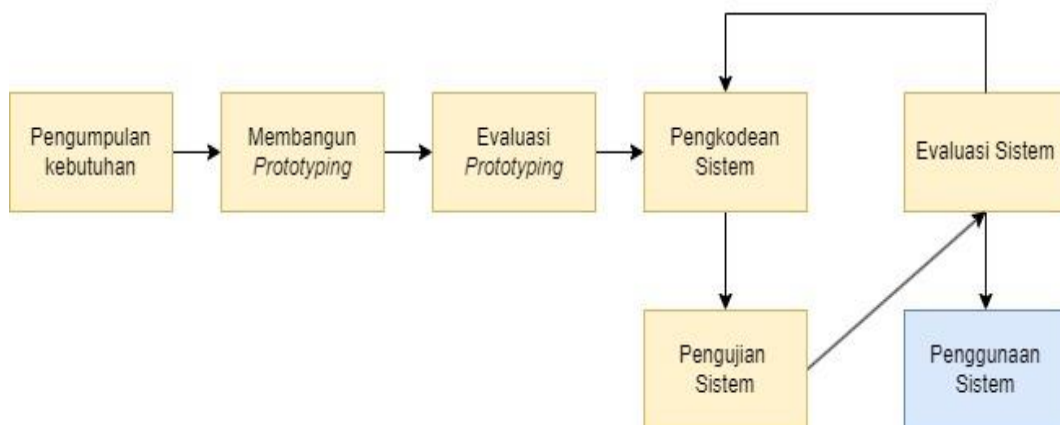 Pengumpulan
kebutuhan
Membangun
Prototyping
Evaluasi
Prototyping
Pengkodean
Sistem
Evaluasi Sistem
Pengujian
Sistem
Penggunaan
Sistem